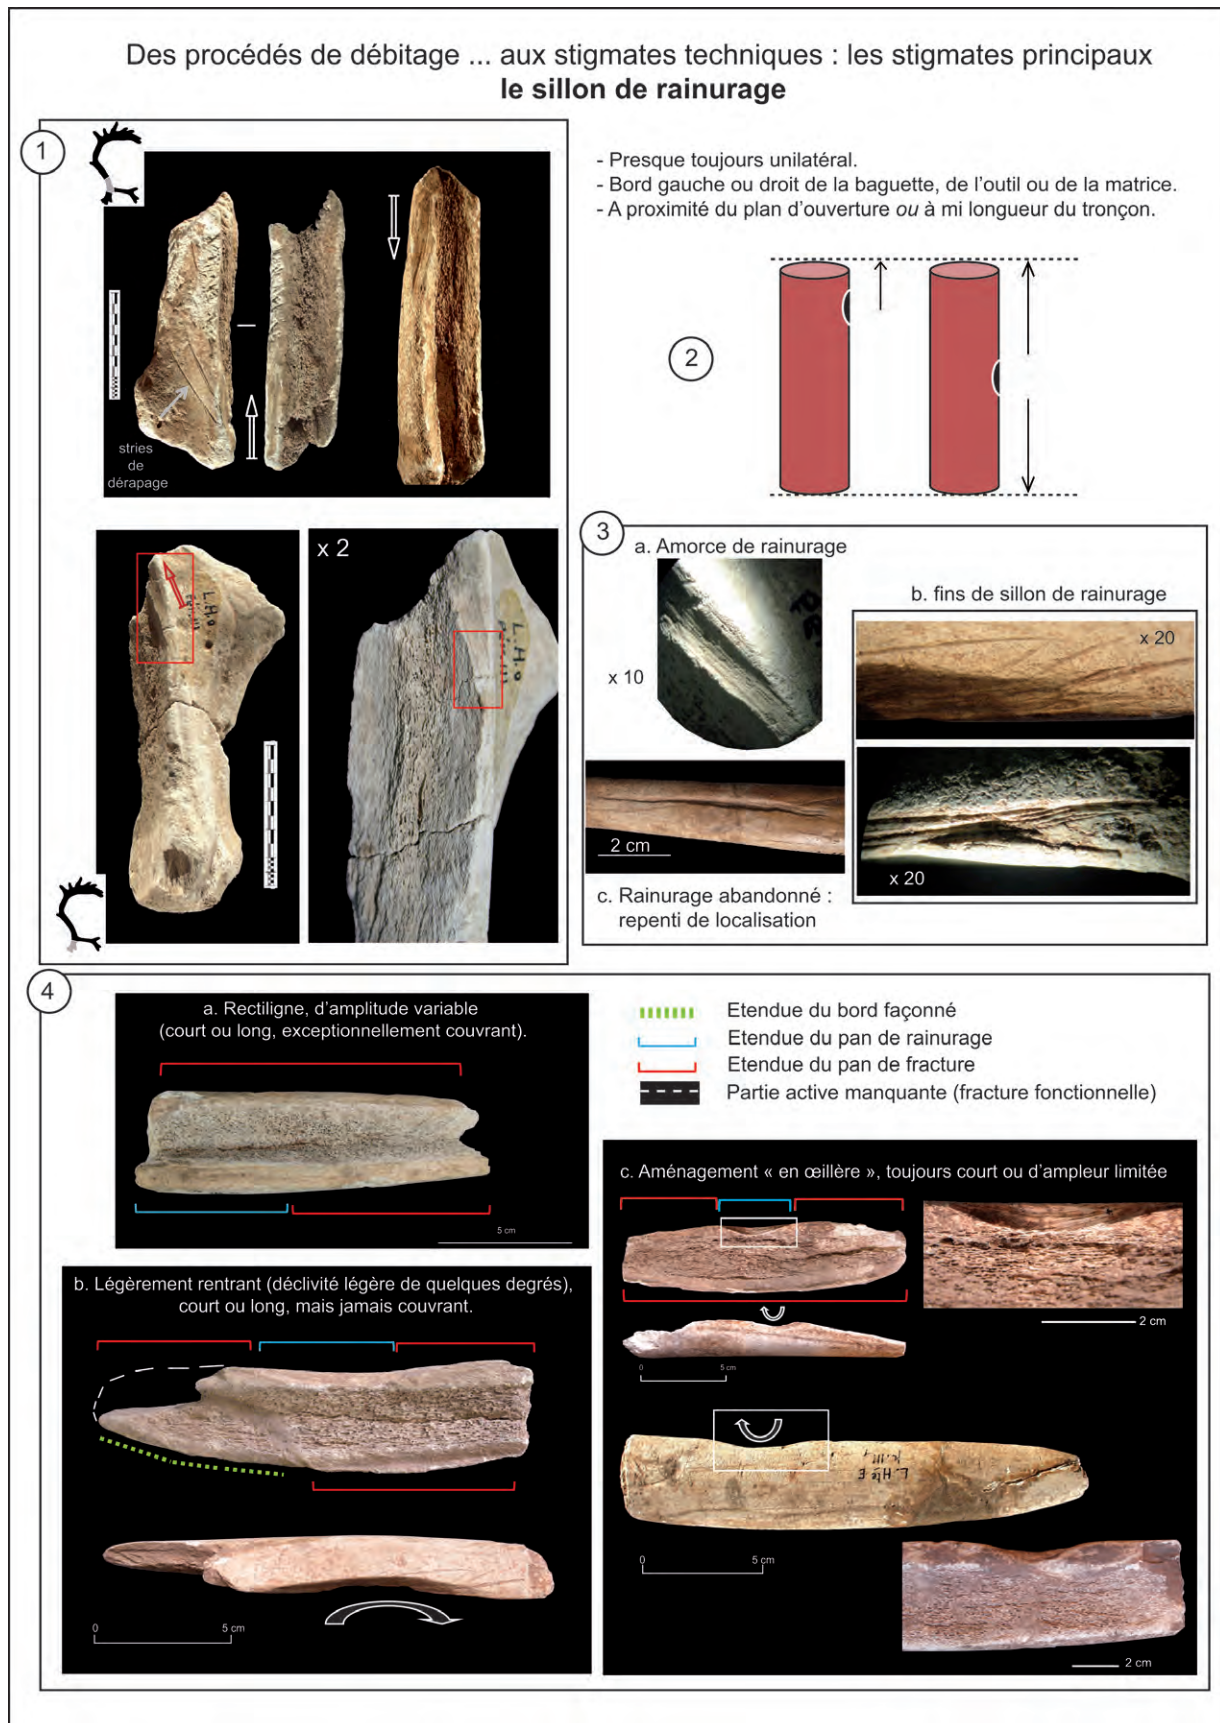 Des procédés de débitage ... aux stigmates techniques : les stigmates principaux
le sillon de rainurage
1
stries
de
dérapage
x 2
L.H.
- Presque toujours unilatéral.
- Bord gauche ou droit de la baguette, de l'outil ou de la matrice.
- A proximité du plan d'ouverture ou à mi longueur du tronçon.
2
3
a. Amorce de rainurage
x 10
b. fins de sillon de rainurage
x 20
x 20
2 cm
c. Rainurage abandonné :
repenti de localisation
4
a. Rectiligne, d'amplitude variable
(court ou long, exceptionnellement couvrant).
5 cm
Etendue du bord façonné
Etendue du pan de rainurage
Etendue du pan de fracture
Partie active manquante (fracture fonctionnelle)
b. Légèrement rentrant (déclivité légère de quelques degrés),
court ou long, mais jamais couvrant.
0 5 cm
c. Aménagement « en œillère », toujours court ou d'ampleur limitée
2 cm
0 5 cm
0 5 cm
2 cm